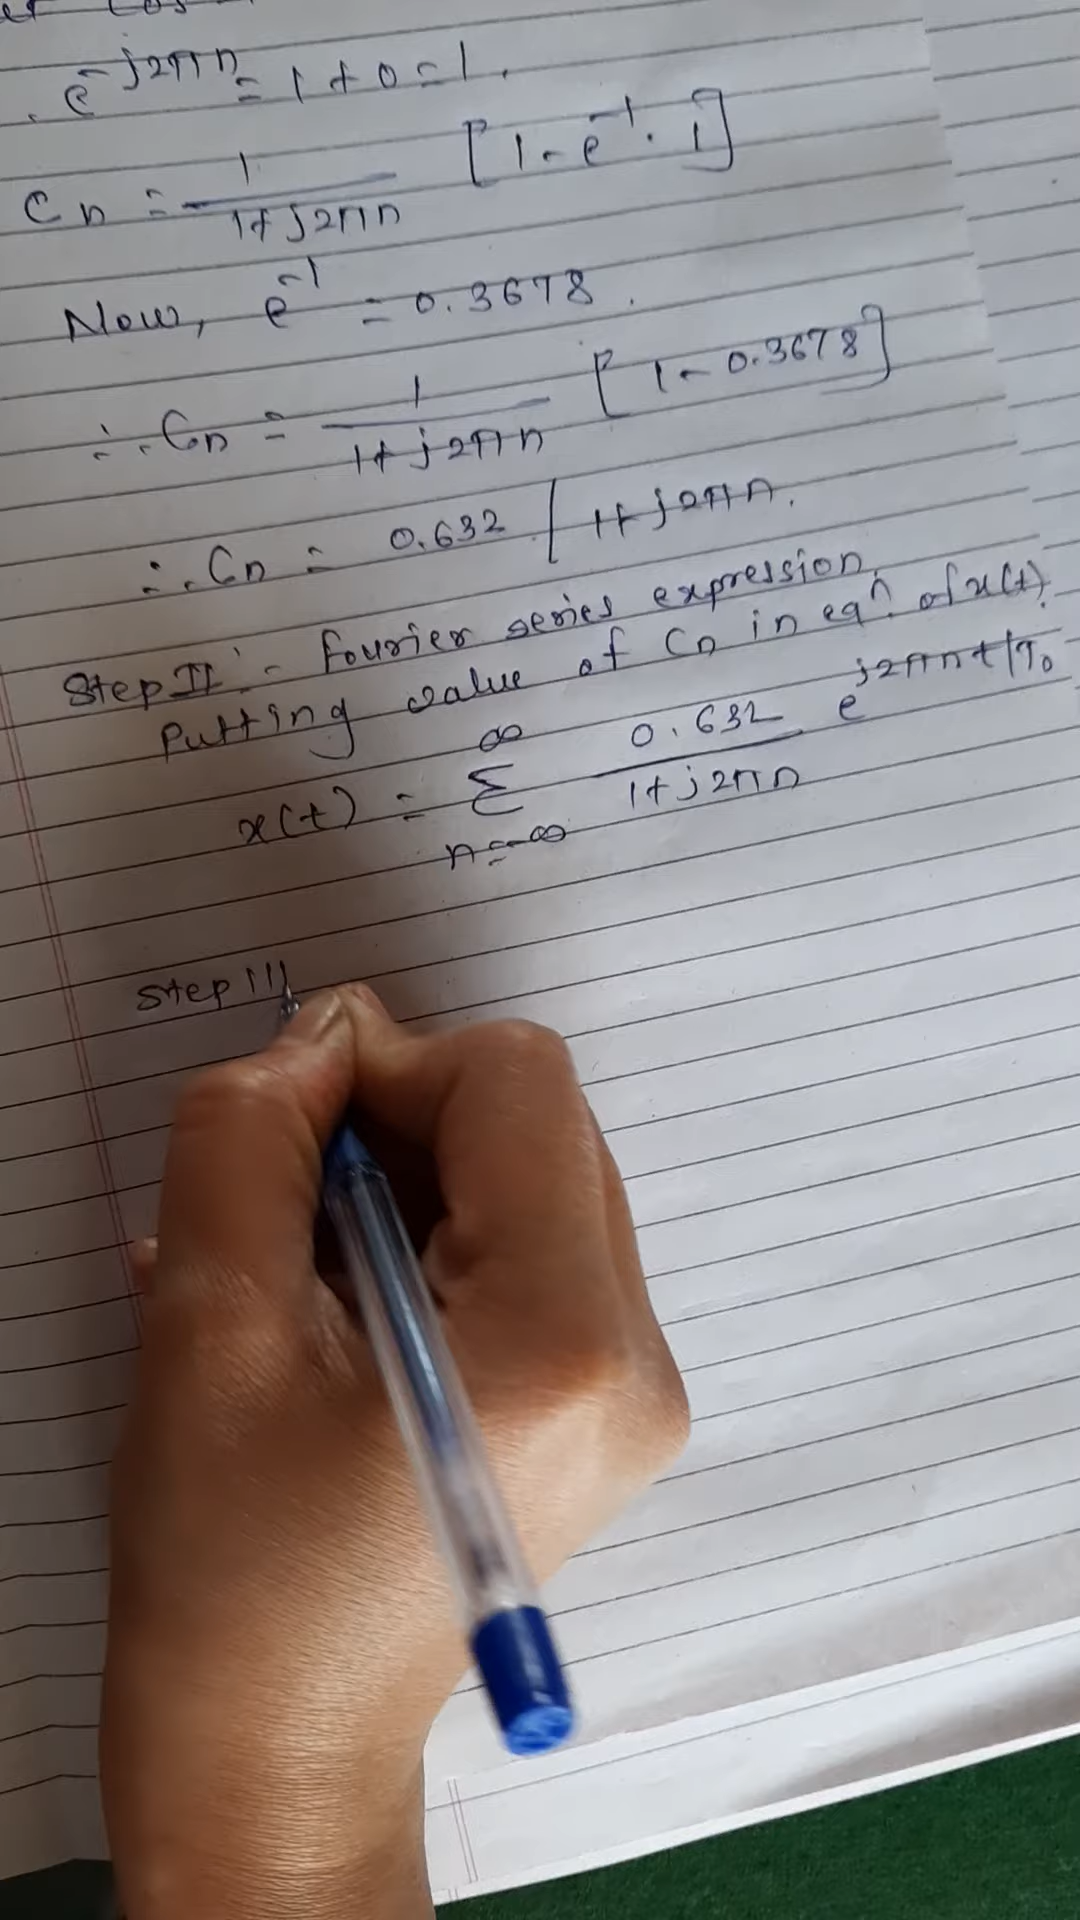 e^-j2πn = 1 + 0 = 1.
Cn = 1/(1+j2πn) [1 - e^-1 . 1]
Now, e^-1 = 0.3678.
∴ Cn = 1/(1+j2πn) [1 - 0.3678]
∴ Cn = 0.632 / 1+j2πn.
Step II :- Fourier series expression.
Putting value of Cn in eqn. of x(t).
x(t) = ∞ Σ n=-∞ 0.632/(1+j2πn) e^j2πnt/T0
Step III